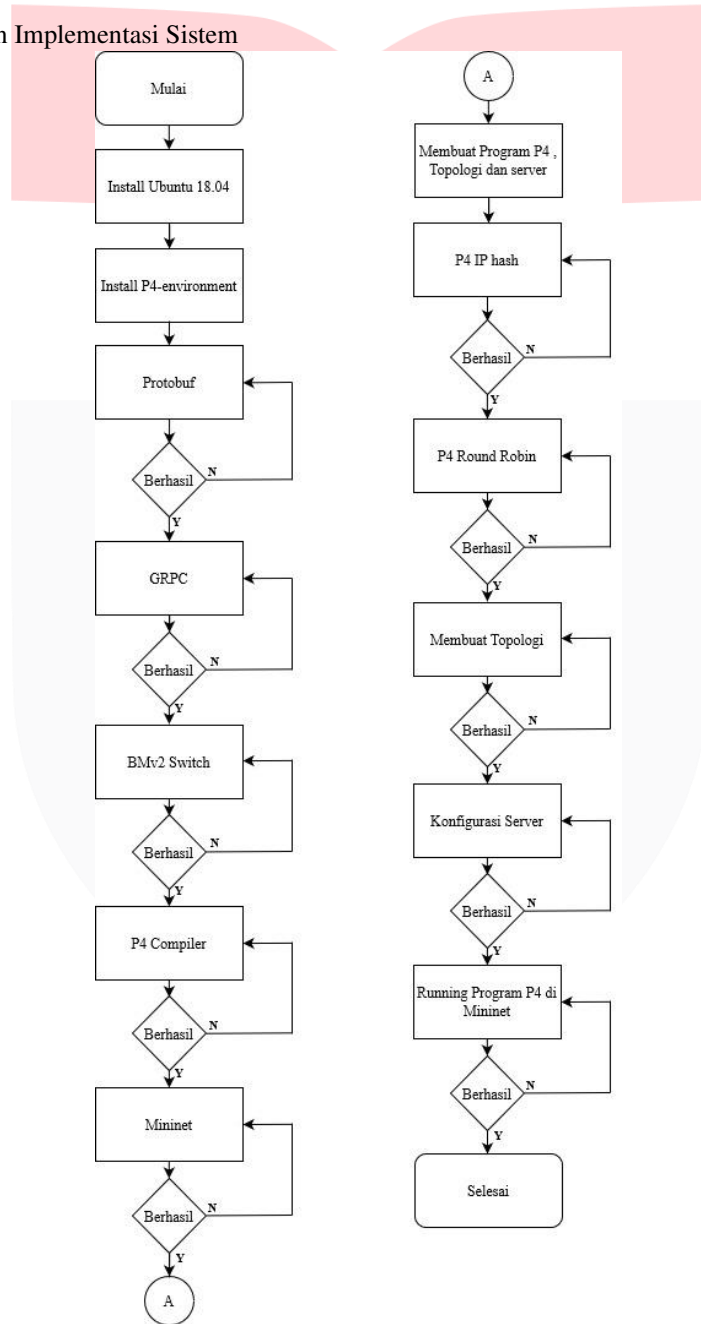 n Implementasi Sistem
Mulai
Install Ubuntu 18.04
Install P4-environment
Protobuf
Berhasil
N
Y
GRPC
Berhasil
N
Y
BMv2 Switch
Berhasil
N
Y
P4 Compiler
Berhasil
N
Y
Mininet
Berhasil
N
Y
A
A
Membuat Program P4 ,
Topologi dan server
P4 IP hash
Berhasil
N
Y
P4 Round Robin
Berhasil
N
Y
Membuat Topologi
Berhasil
N
Y
Konfigurasi Server
Berhasil
N
Y
Running Program P4 di
Mininet
Berhasil
N
Y
Selesai